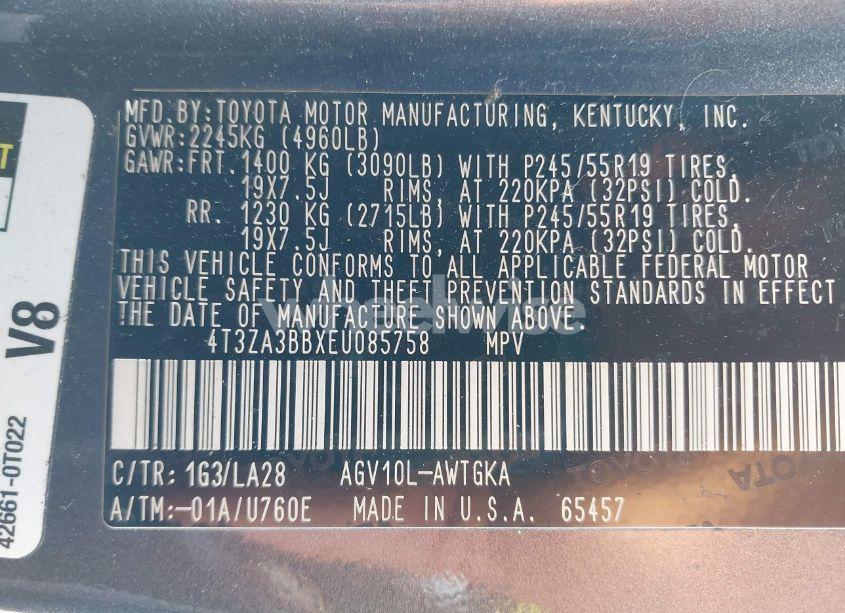 MFD.BY:TOYOTA MOTOR MANUFACTURING, KENTUCKY, INC.
GVWR:2245KG (4960LB)
GAWR:FRT. 1400 KG (3090LB) WITH P245/55R19 TIRES,
19X7.5J RIMS, AT 220KPA (32PSI) COLD.
RR. 1230 KG (2715LB) WITH P245/55R19 TIRES,
19X7.5J RIMS, AT 220KPA (32PSI) COLD.
THIS VEHICLE CONFORMS TO ALL APPLICABLE FEDERAL MOTOR
VEHICLE SAFETY AND THEFT PREVENTION STANDARDS IN EFFECT
THE DATE OF MANUFACTURE SHOWN ABOVE.
4T3ZA3BBXEU085758 MPV
C/TR: 1G3/LA28 AGV10L-AWTGKA
A/TM:-01A/U760E MADE IN U.S.A. 65457
V8
42661-0T022
TOYOTA